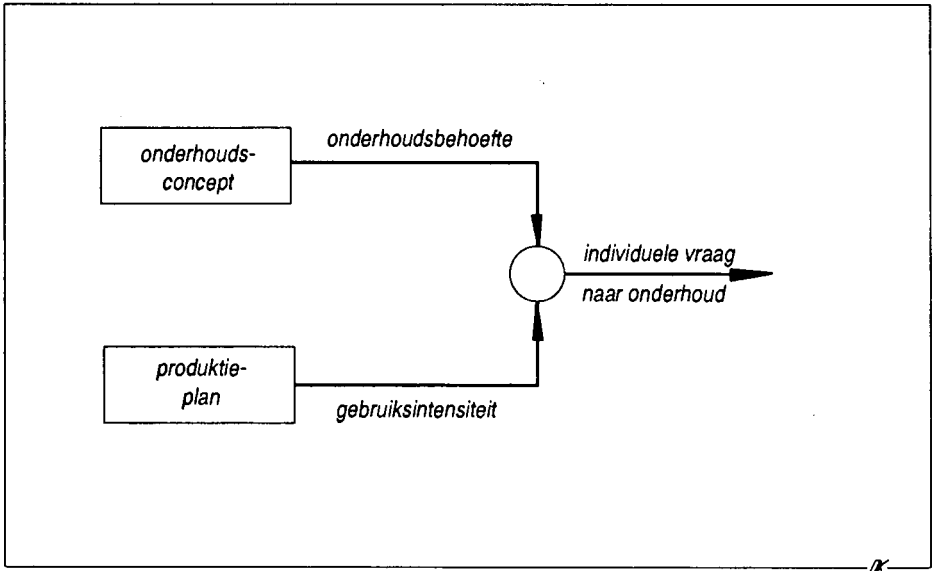 onderhouds-
concept
onderhoudsbehoefte
individuele vraag
naar onderhoud
produktie-
plan
gebruiksintensiteit